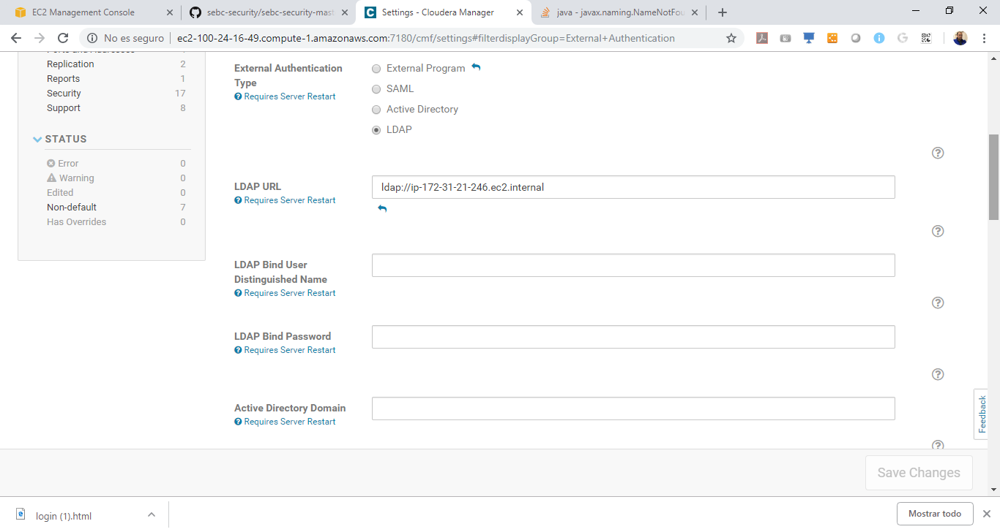 EC2 Management Console
sebc-security/sebc-security-mast
Settings - Cloudera Manager
java - javax.naming.NameNotFou
No es seguro
ec2-100-24-16-49.compute-1.amazonaws.com:7180/cmf/settings#filterdisplayGroup=External+Authentication
Replication 2
Reports 1
Security 17
Support 8
STATUS
Error 0
Warning 0
Edited 0
Non-default 7
Has Overrides 0
External Authentication
Type
Requires Server Restart
External Program
SAML
Active Directory
LDAP
LDAP URL
Requires Server Restart
ldap://ip-172-31-21-246.ec2.internal
LDAP Bind User
Distinguished Name
Requires Server Restart
LDAP Bind Password
Requires Server Restart
Active Directory Domain
Requires Server Restart
Feedback
Save Changes
login (1).html
Mostrar todo